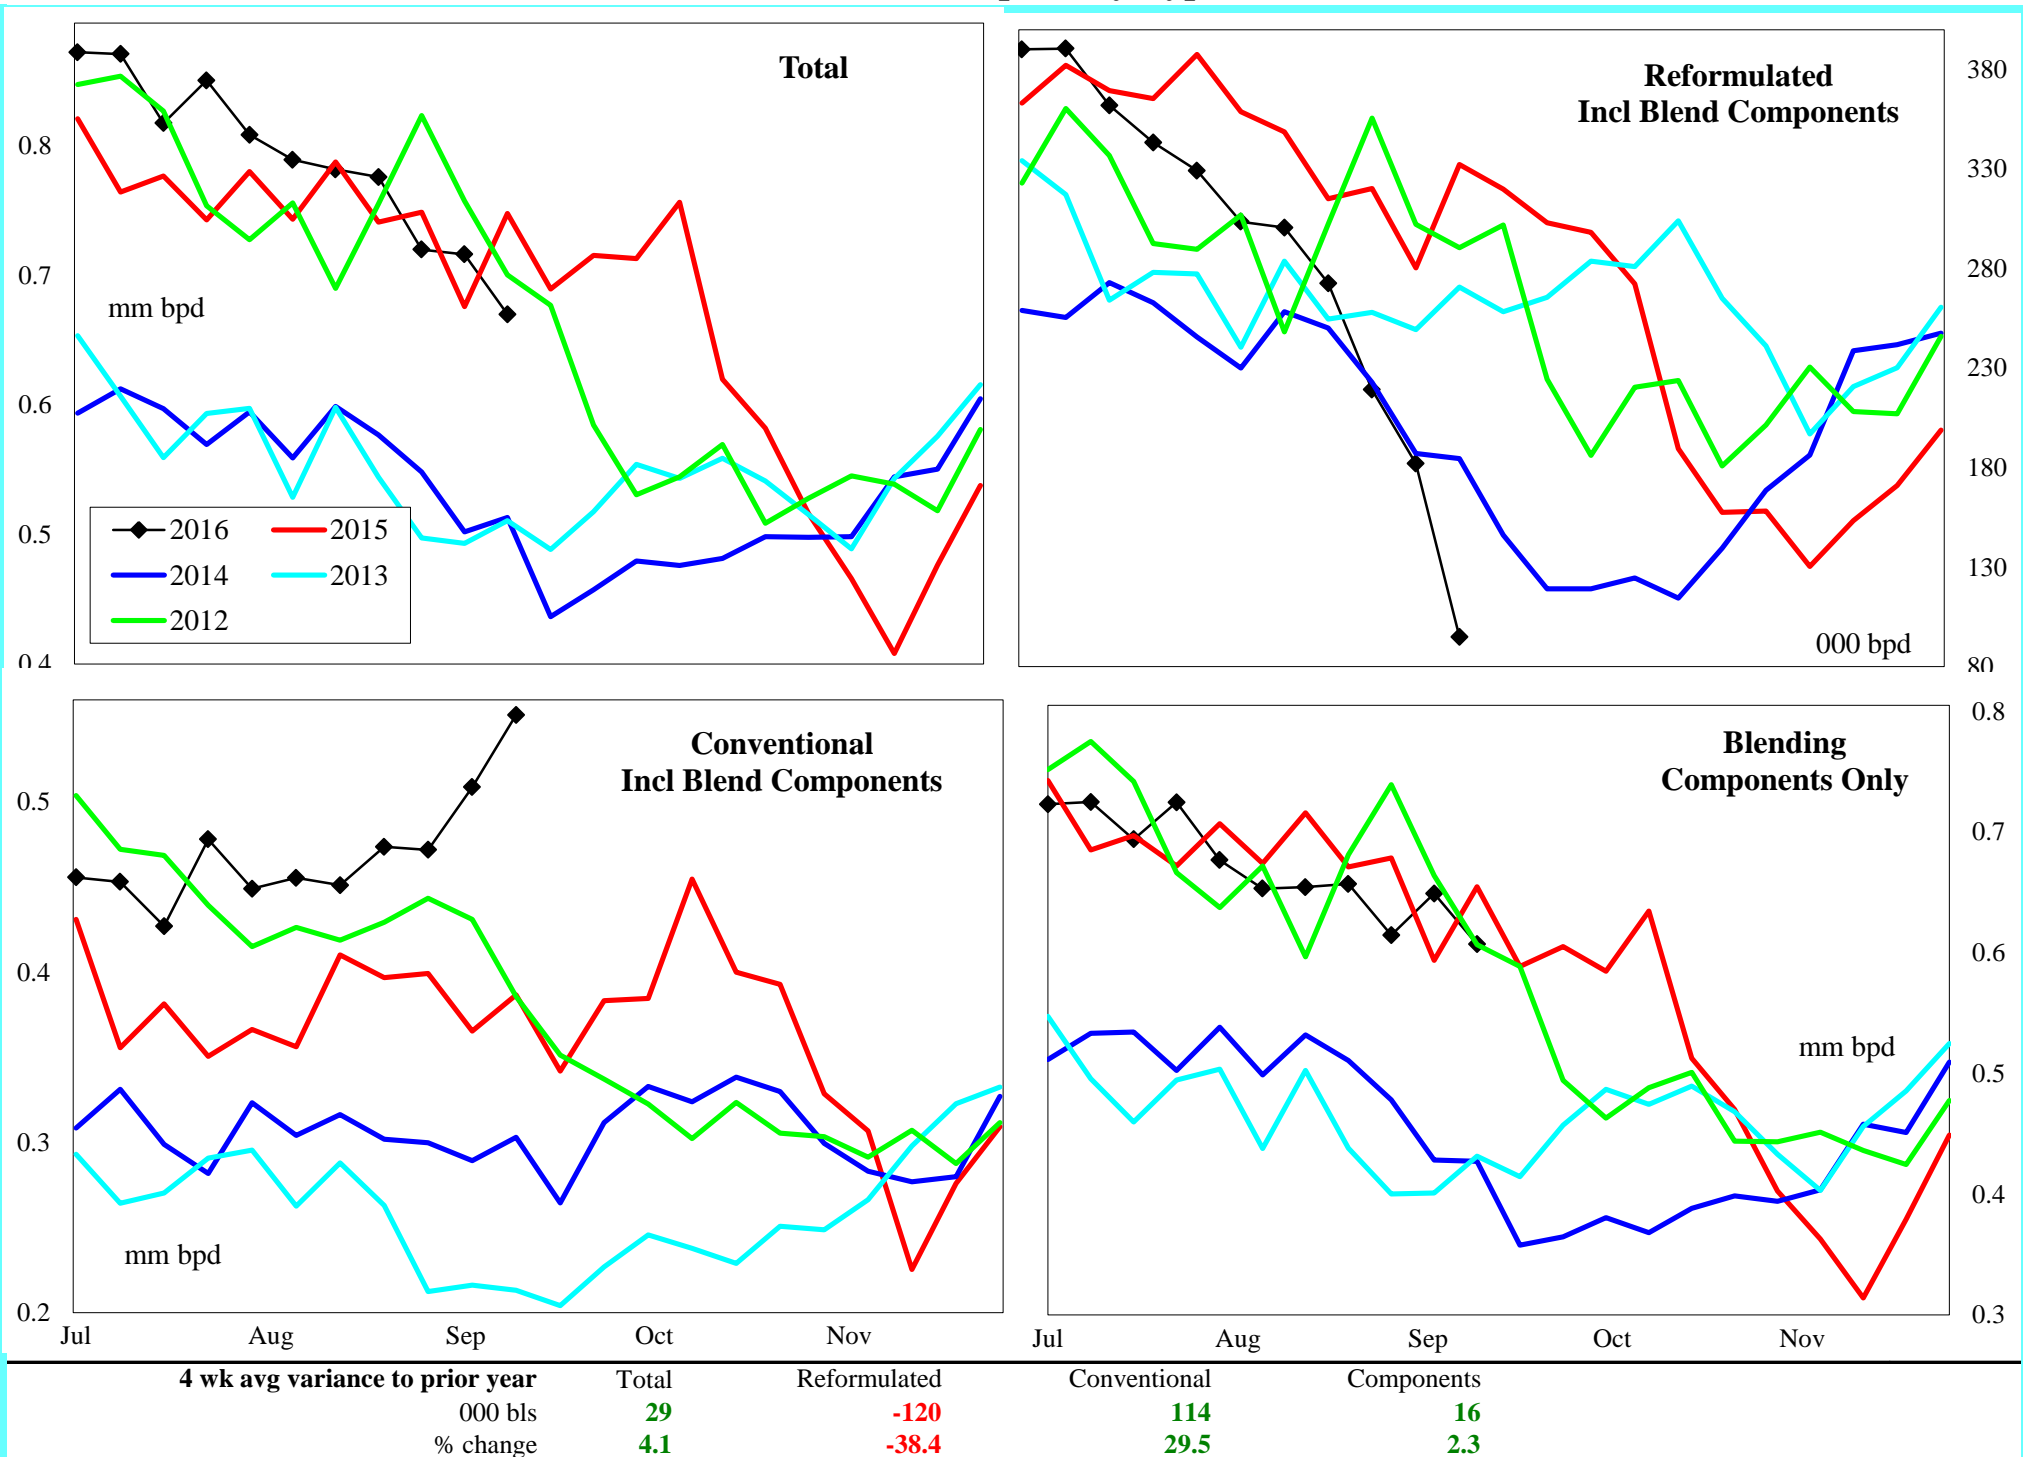 Total
0.8
0.7
0.6
0.5
0.4
mm bpd
2016
2015
2014
2013
2012
Reformulated
Incl Blend Components
380
330
280
230
180
130
80
000 bpd
Conventional
Incl Blend Components
0.5
0.4
0.3
0.2
mm bpd
Jul Aug Sep Oct Nov
Blending
Components Only
0.8
0.7
0.6
0.5
0.4
0.3
mm bpd
Jul Aug Sep Oct Nov
4 wk avg variance to prior year Total Reformulated Conventional Components
000 bls 29 -120 114 16
% change 4.1 -38.4 29.5 2.3